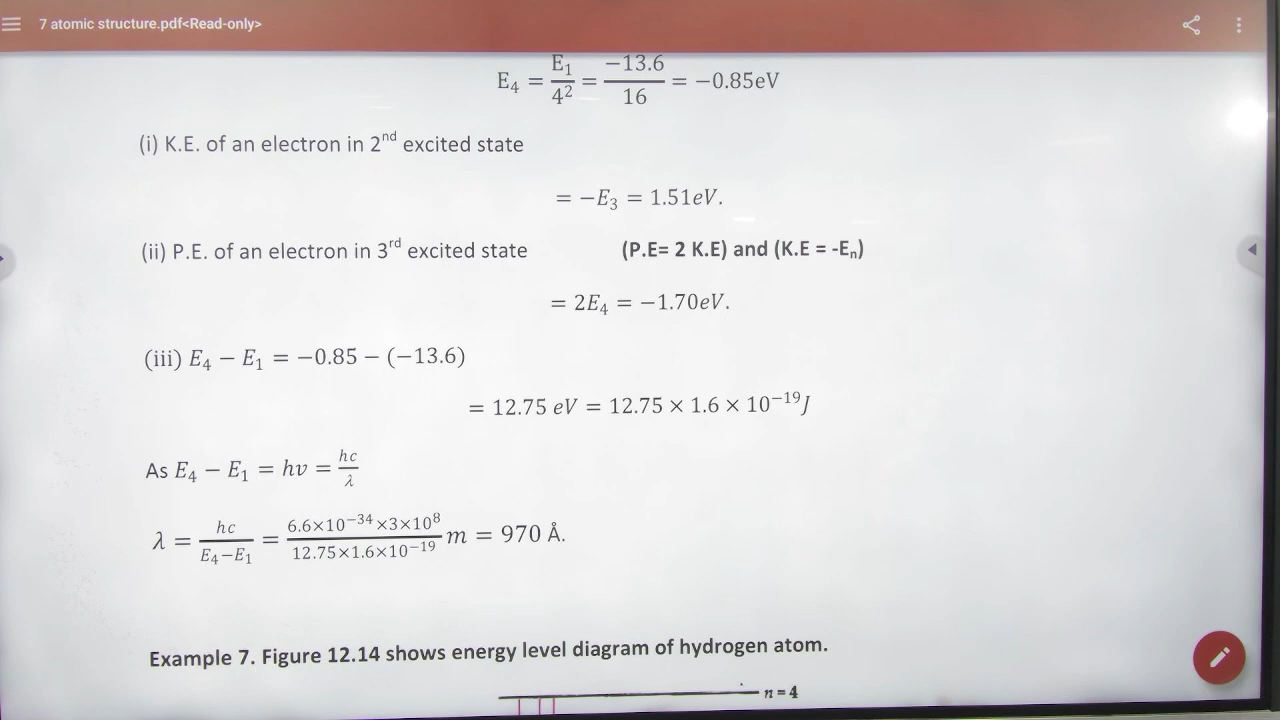 7 atomic structure.pdf<Read-only>
E₄ = E₁/4² = −13.6/16 = −0.85eV
(i) K.E. of an electron in 2ⁿᵈ excited state
= −E₃ = 1.51eV.
(ii) P.E. of an electron in 3ʳᵈ excited state (P.E= 2 K.E) and (K.E = -Eₙ)
= 2E₄ = −1.70eV.
(iii) E₄ − E₁ = −0.85 − (−13.6)
= 12.75 eV = 12.75 × 1.6 × 10⁻¹⁹J
As E₄ − E₁ = hν = hc/λ
λ = hc/E₄−E₁ = 6.6×10⁻³⁴×3×10⁸/12.75×1.6×10⁻¹⁹ m = 970 Å.
Example 7. Figure 12.14 shows energy level diagram of hydrogen atom.
n = 4